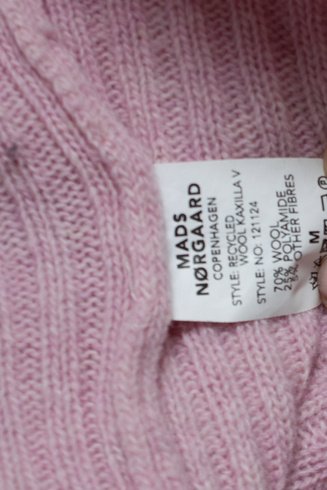 MADS
NØRGAARD
COPENHAGEN
STYLE: RECYCLED
WOOL KAXILLA V
STYLE: NO: 121124
70% WOOL
25% POLYAMIDE
5% OTHER FIBRES
M